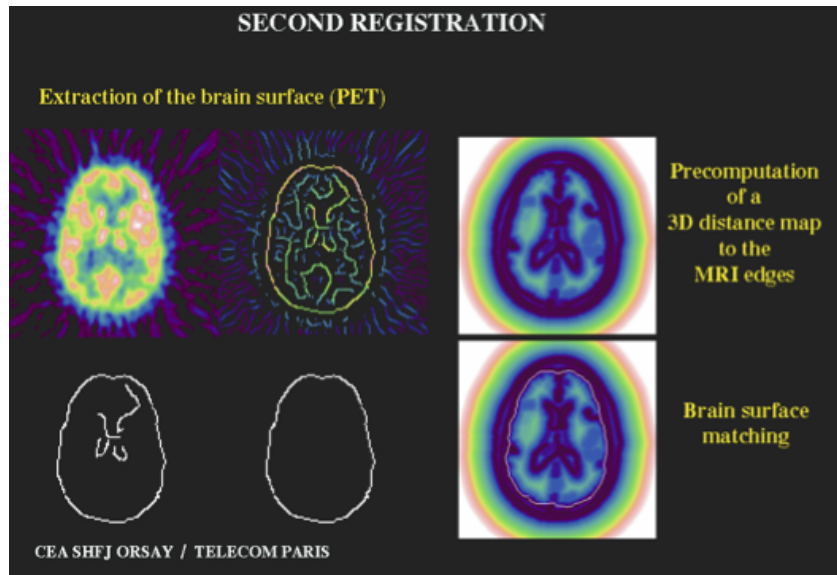 SECOND REGISTRATION
Extraction of the brain surface (PET)
Precomputation
of a
3D distance map
to the
MRI edges
Brain surface
matching
CEA SHFJ ORSAY / TELECOM PARIS